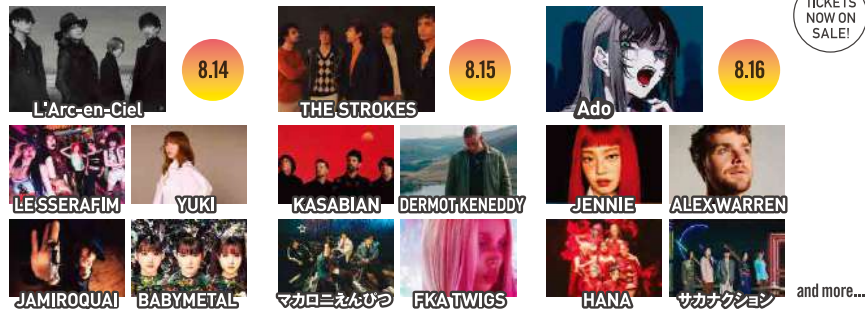 TICKETS
NOW ON
SALE!
8.14
L'Arc-en-Ciel
LE SSERAFIM
YUKI
JAMIROQUAI
BABYMETAL
8.15
THE STROKES
KASABIAN
DERMOT KENEDDY
マカロニえんぴつ
FKA TWIGS
8.16
Ado
JENNIE
ALEX WARREN
HANA
サカナクション
and more...